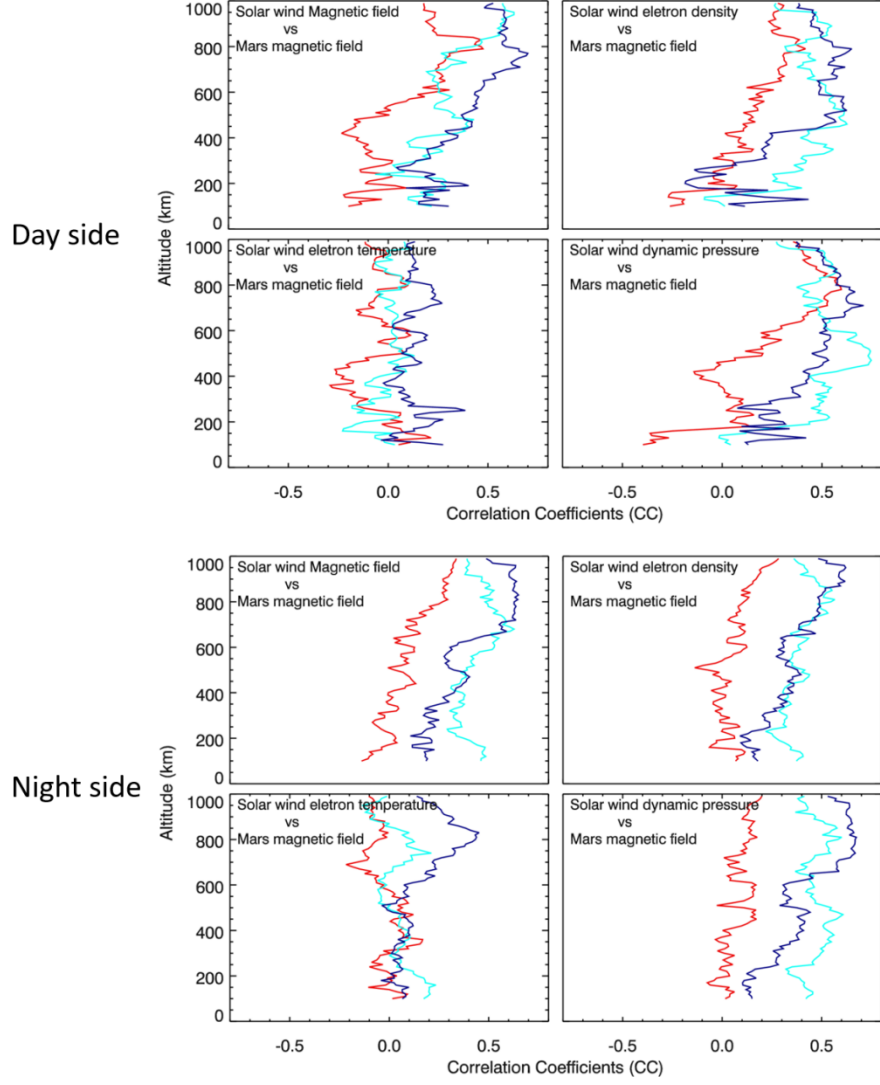 Day side
Altitude (km)
1000
800
600
400
200
0
Solar wind Magnetic field
vs
Mars magnetic field
Solar wind eletron density
vs
Mars magnetic field
1000
800
600
400
200
0
Solar wind eletron temperature
vs
Mars magnetic field
Solar wind dynamic pressure
vs
Mars magnetic field
-0.5
0.0
0.5
-0.5
0.0
0.5
Correlation Coefficients (CC)
Night side
Altitude (km)
1000
800
600
400
200
0
Solar wind Magnetic field
vs
Mars magnetic field
Solar wind eletron density
vs
Mars magnetic field
1000
800
600
400
200
0
Solar wind eletron temperature
vs
Mars magnetic field
Solar wind dynamic pressure
vs
Mars magnetic field
-0.5
0.0
0.5
-0.5
0.0
0.5
Correlation Coefficients (CC)